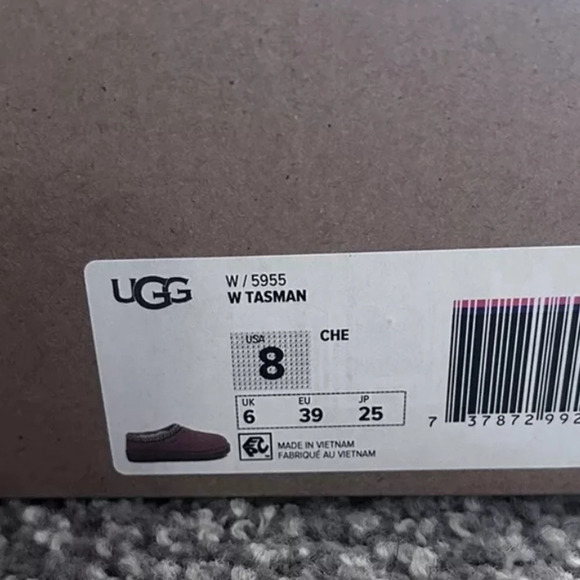 UGG
W / 5955
W TASMAN
USA
8
CHE
UK EU JP
6 39 25
MADE IN VIETNAM
FABRIQUÉ AU VIETNAM
7 37872 992